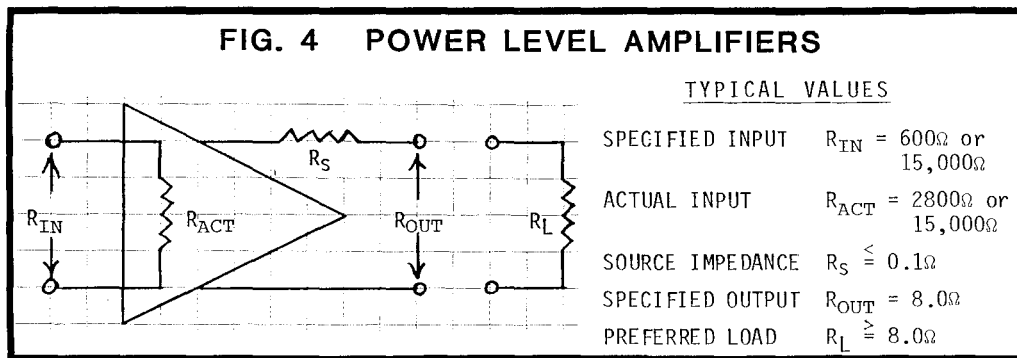 FIG. 4 POWER LEVEL AMPLIFIERS
R_IN
R_ACT
R_S
R_OUT
R_L
TYPICAL VALUES
SPECIFIED INPUT R_IN = 600Ω or
15,000Ω
ACTUAL INPUT R_ACT = 2800Ω or
15,000Ω
SOURCE IMPEDANCE R_S ≦ 0.1Ω
SPECIFIED OUTPUT R_OUT = 8.0Ω
PREFERRED LOAD R_L ≧ 8.0Ω